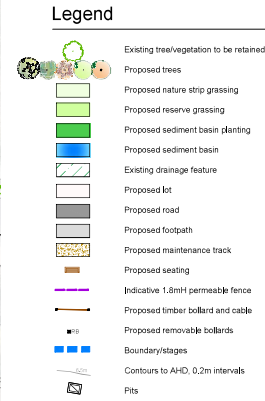 Legend
Existing tree/vegetation to be retained
Proposed trees
Proposed nature strip grassing
Proposed reserve grassing
Proposed sediment basin planting
Proposed sediment basin
Existing drainage feature
Proposed lot
Proposed road
Proposed footpath
Proposed maintenance track
Proposed seating
Indicative 1.8mH permeable fence
Proposed timber bollard and cable
RB Proposed removable bollards
Boundary/stages
Contours to AHD, 0.2m intervals
Pits